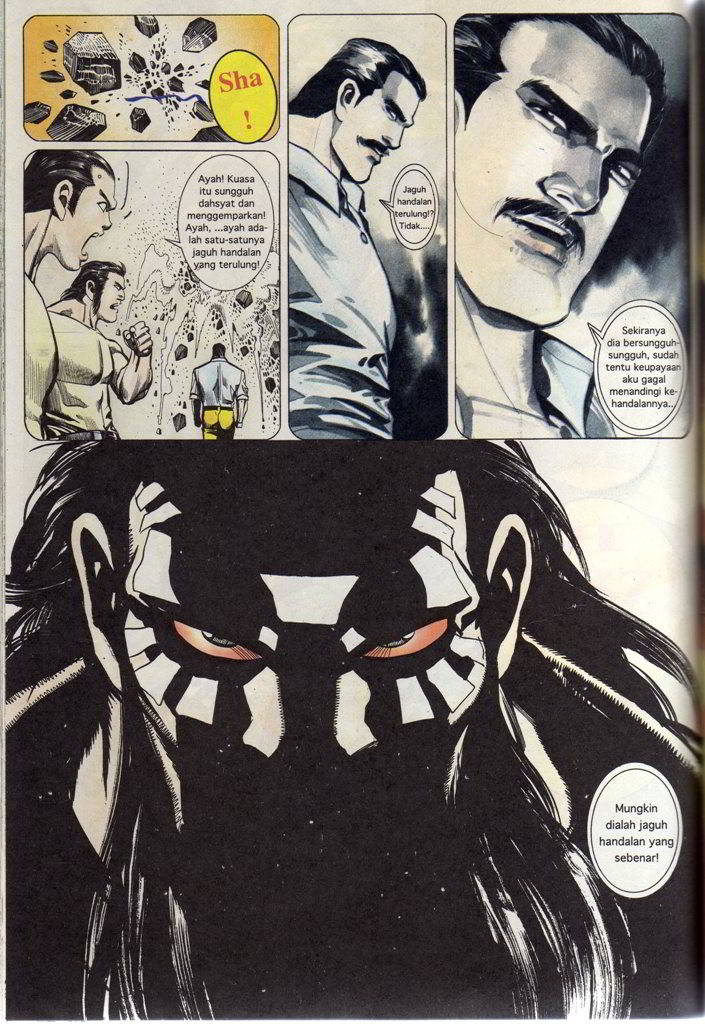 Sha
!
Ayah! Kuasa
itu sungguh
dahsyat dan
menggemparkan!
Ayah, ...ayah ada-
lah satu-satunya
jaguh handalan
yang terulung!
Jaguh
handalan
terulung!?
Tidak....
Sekiranya
dia bersungguh-
sungguh, sudah
tentu keupayaan
aku gagal
menandingi ke-
handalannya...
Mungkin
dialah jaguh
handalan yang
sebenar!